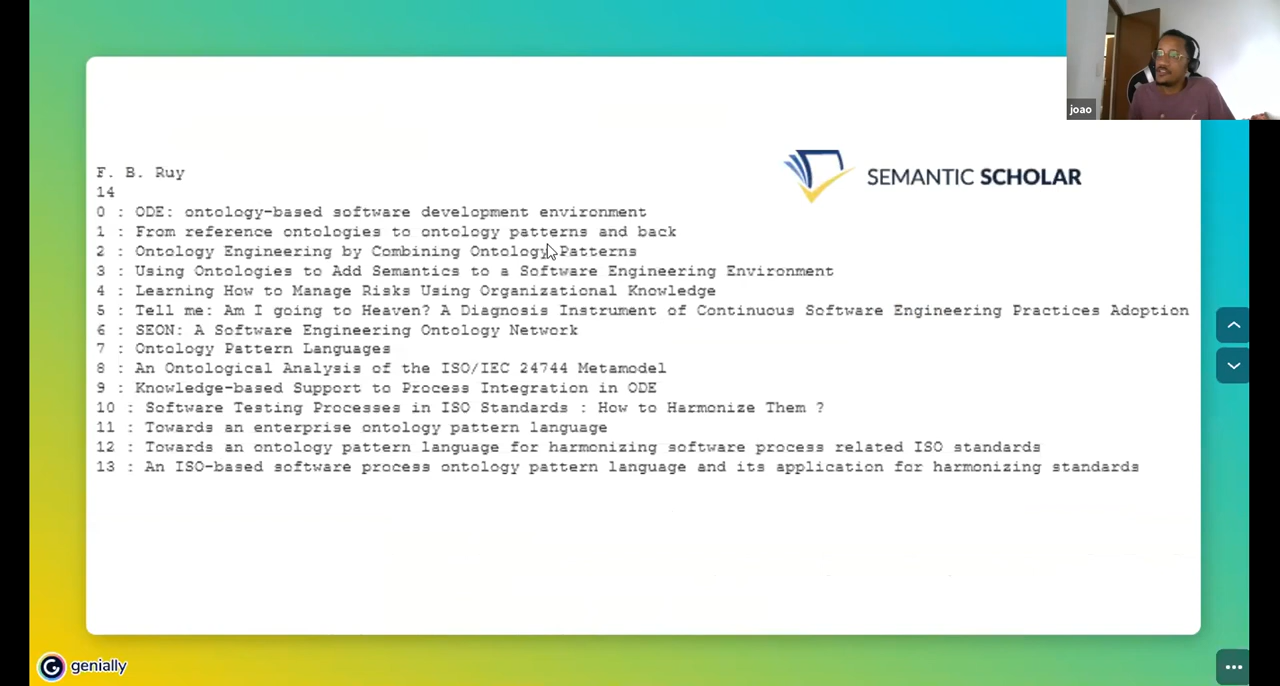 joao
SEMANTIC SCHOLAR
F. B. Ruy
14
0 : ODE: ontology-based software development environment
1 : From reference ontologies to ontology patterns and back
2 : Ontology Engineering by Combining Ontology Patterns
3 : Using Ontologies to Add Semantics to a Software Engineering Environment
4 : Learning How to Manage Risks Using Organizational Knowledge
5 : Tell me: Am I going to Heaven? A Diagnosis Instrument of Continuous Software Engineering Practices Adoption
6 : SEON: A Software Engineering Ontology Network
7 : Ontology Pattern Languages
8 : An Ontological Analysis of the ISO/IEC 24744 Metamodel
9 : Knowledge-based Support to Process Integration in ODE
10 : Software Testing Processes in ISO Standards : How to Harmonize Them ?
11 : Towards an enterprise ontology pattern language
12 : Towards an ontology pattern language for harmonizing software process related ISO standards
13 : An ISO-based software process ontology pattern language and its application for harmonizing standards
genially